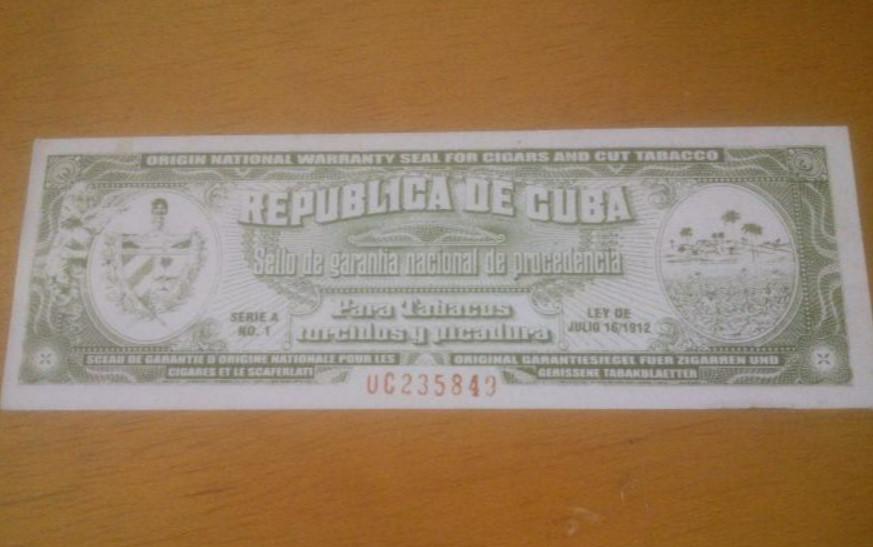 ORIGIN NATIONAL WARRANTY SEAL FOR CIGARS AND CUT TABACCO
REPUBLICA DE CUBA
Sello de garantia nacional de procedencia
Para Tabacos
torcidos y picadura
SERIE A
NO. 1
LEY DE
JULIO 16 1912
SCEAU DE GARANTIE D ORIGINE NATIONALE POUR LES
CIGARES ET LE SCAFERLATI
ORIGINAL GARANTIESIEGEL FUER ZIGARREN UND
GERISSENE TABAKBLAETTER
UC235849